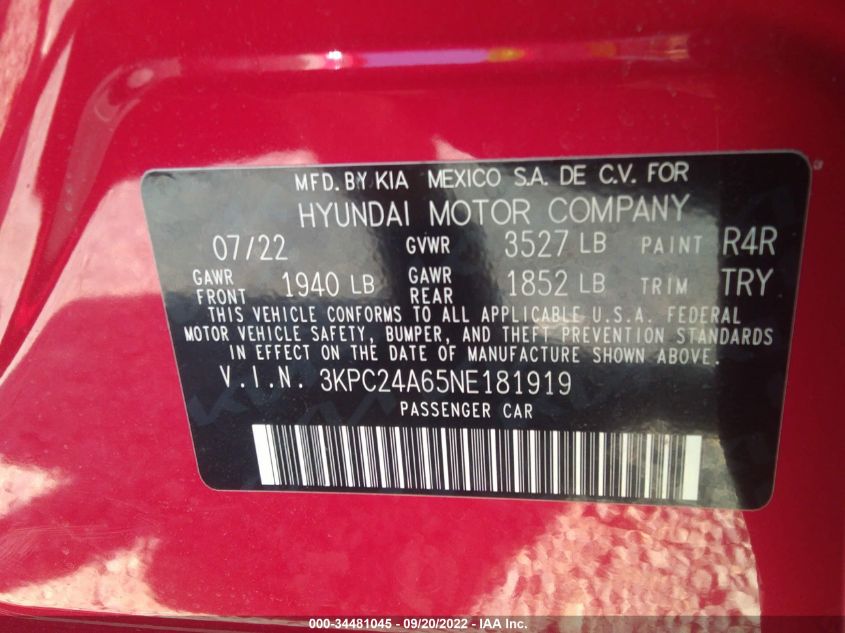 MFD. BY KIA MEXICO S.A. DE C.V. FOR
HYUNDAI MOTOR COMPANY
07/22 GVWR 3527 LB PAINT R4R
GAWR FRONT 1940 LB GAWR REAR 1852 LB TRIM TRY
THIS VEHICLE CONFORMS TO ALL APPLICABLE U.S.A. FEDERAL
MOTOR VEHICLE SAFETY, BUMPER, AND THEFT PREVENTION STANDARDS
IN EFFECT ON THE DATE OF MANUFACTURE SHOWN ABOVE.
V.I.N. 3KPC24A65NE181919
PASSENGER CAR
000-34481045 - 09/20/2022 - IAA Inc.